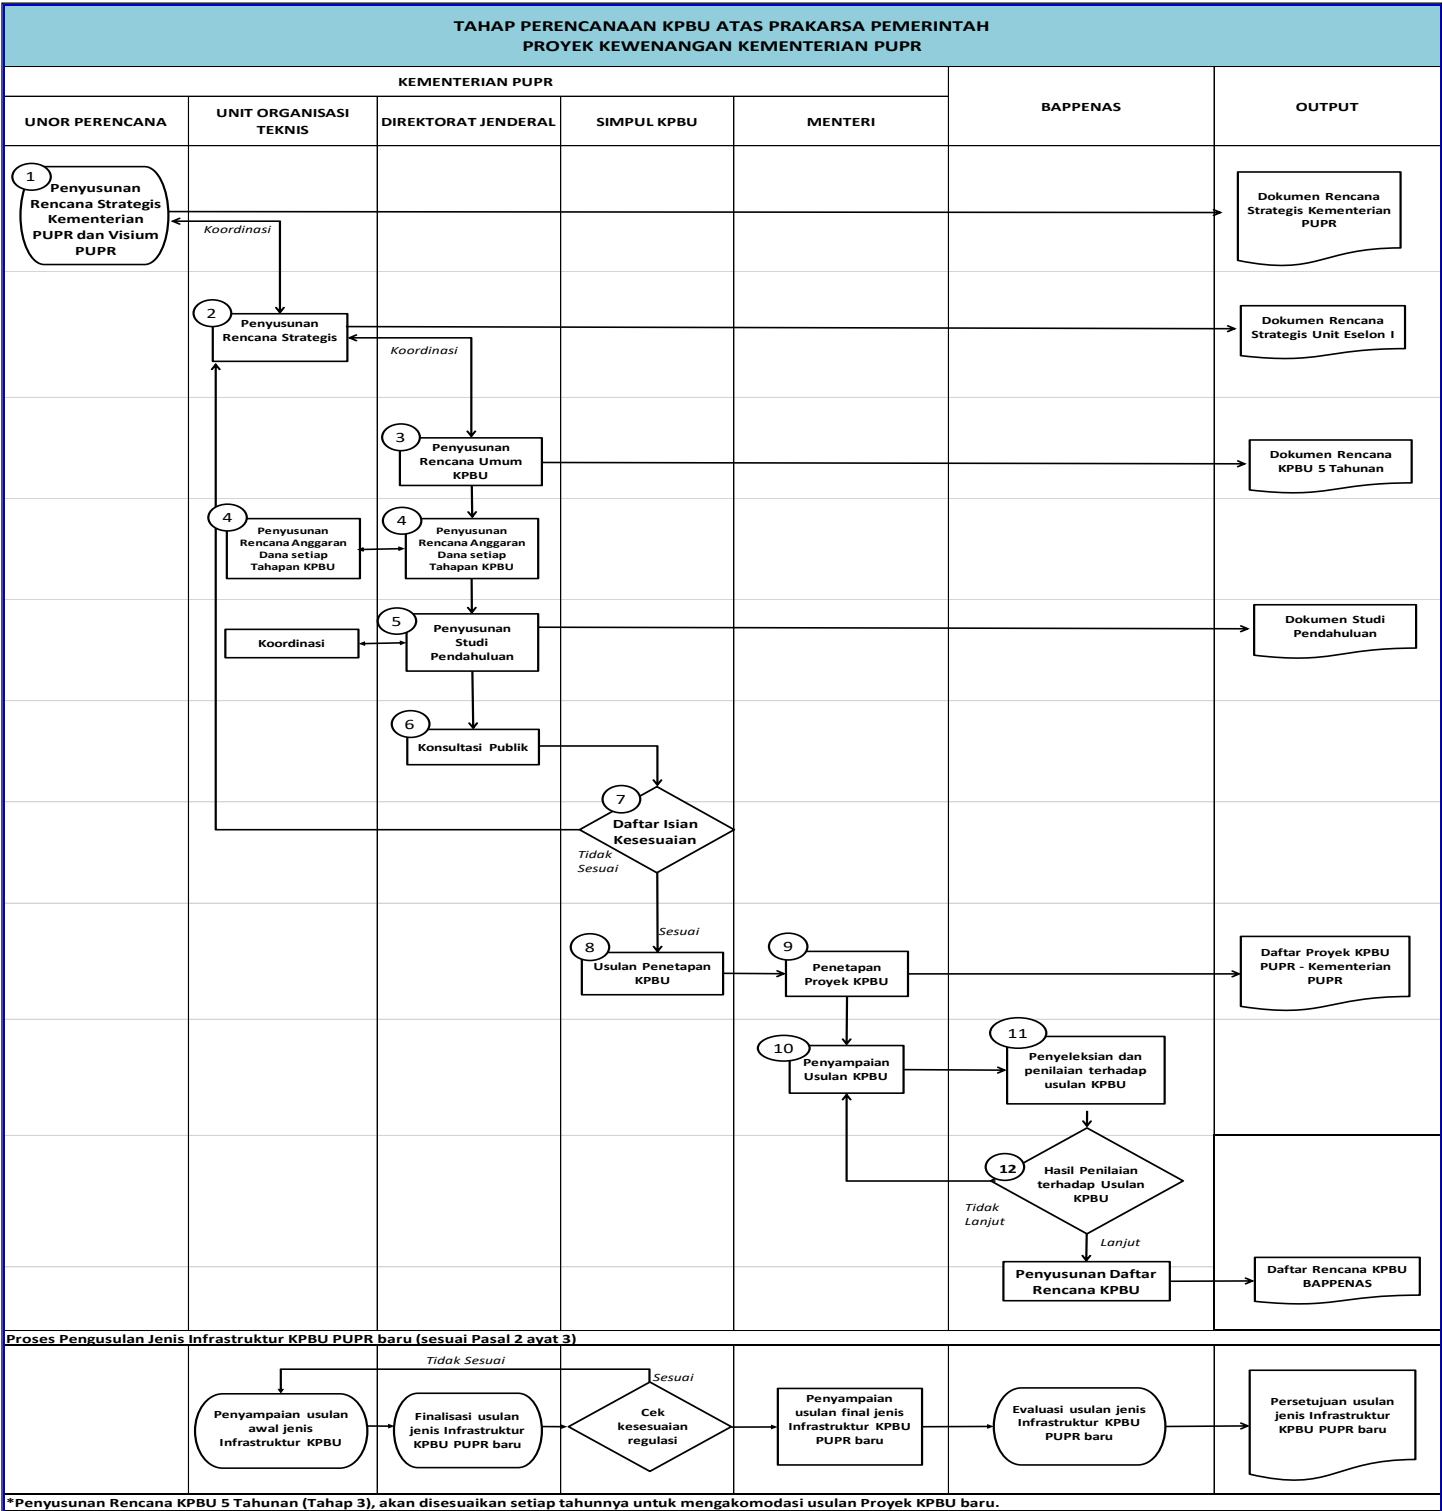 TAHAP PERENCANAAN KPBU ATAS PRAKARSA PEMERINTAH
PROYEK KEWENANGAN KEMENTERIAN PUPR
KEMENTERIAN PUPR
UNOR PERENCANA
UNIT ORGANISASI
TEKNIS
DIREKTORAT JENDERAL
SIMPUL KPBU
MENTERI
BAPPENAS
OUTPUT
1
Penyusunan
Rencana Strategis
Kementerian
PUPR dan Visium
PUPR
Koordinasi
Dokumen Rencana
Strategis Kementerian
PUPR
2
Penyusunan
Rencana Strategis
Koordinasi
Dokumen Rencana
Strategis Unit Eselon I
3
Penyusunan
Rencana Umum
KPBU
Dokumen Rencana
KPBU 5 Tahunan
4
Penyusunan
Rencana Anggaran
Dana setiap
Tahapan KPBU
4
Penyusunan
Rencana Anggaran
Dana setiap
Tahapan KPBU
Koordinasi
5
Penyusunan
Studi
Pendahuluan
Dokumen Studi
Pendahuluan
6
Konsultasi Publik
7
Daftar Isian
Kesesuaian
Tidak
Sesuai
Sesuai
8
Usulan Penetapan
KPBU
9
Penetapan
Proyek KPBU
Daftar Proyek KPBU
PUPR - Kementerian
PUPR
10
Penyampaian
Usulan KPBU
11
Penyeleksian dan
penilaian terhadap
usulan KPBU
12
Hasil Penilaian
terhadap Usulan
KPBU
Tidak
Lanjut
Lanjut
Penyusunan Daftar
Rencana KPBU
Daftar Rencana KPBU
BAPPENAS
Proses Pengusulan Jenis Infrastruktur KPBU PUPR baru (sesuai Pasal 2 ayat 3)
Tidak Sesuai
Sesuai
Penyampaian usulan
awal jenis
Infrastruktur KPBU
Finalisasi usulan
jenis Infrastruktur
KPBU PUPR baru
Cek
kesesuaian
regulasi
Penyampaian
usulan final jenis
Infrastruktur KPBU
PUPR baru
Evaluasi usulan jenis
Infrastruktur KPBU
PUPR baru
Persetujuan usulan
jenis Infrastruktur
KPBU PUPR baru
*Penyusunan Rencana KPBU 5 Tahunan (Tahap 3), akan disesuaikan setiap tahunnya untuk mengakomodasi usulan Proyek KPBU baru.